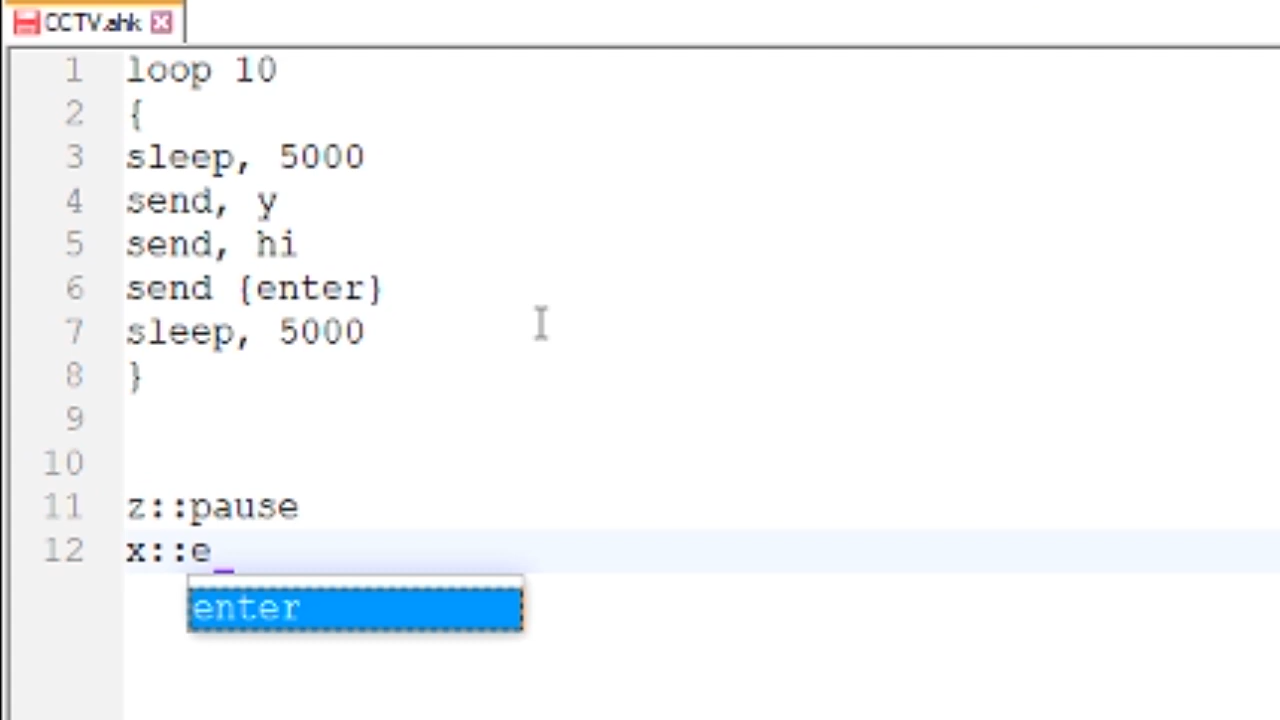 CCTV.ahk
1 loop 10
2 {
3 sleep, 5000
4 send, y
5 send, hi
6 send {enter}
7 sleep, 5000
8 }
9
10
11 z::pause
12 x::e_
enter